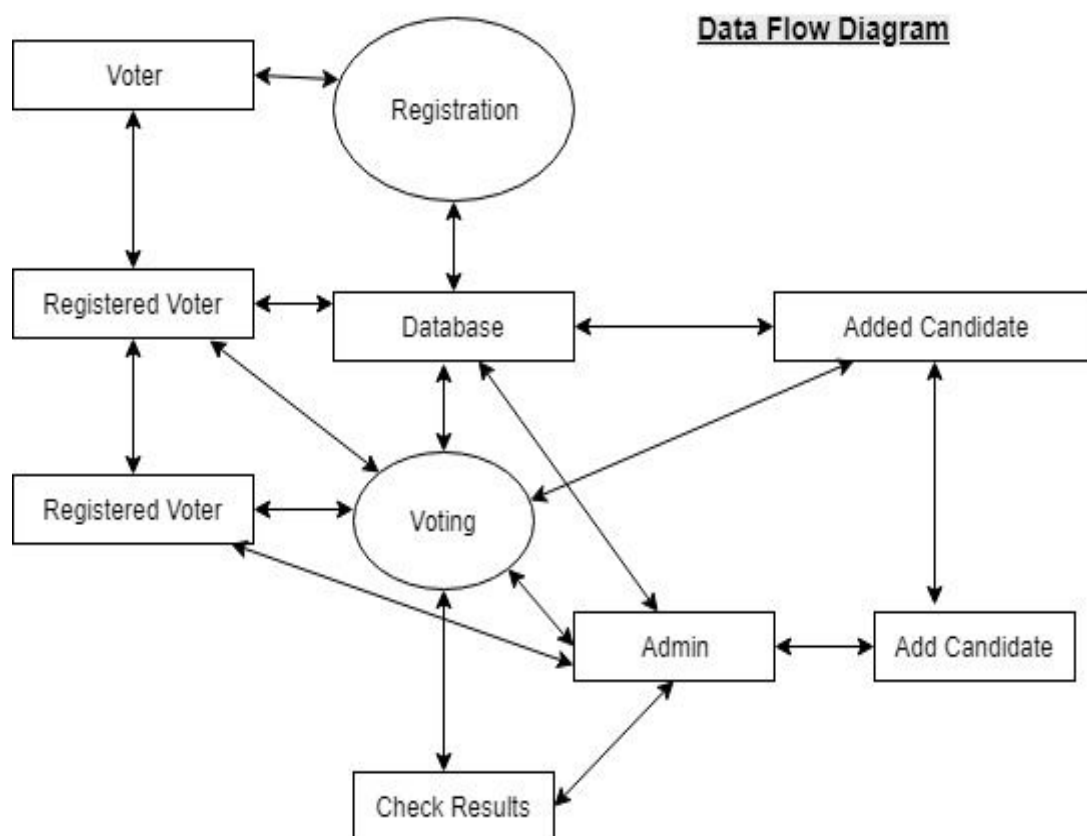 Data Flow Diagram
Voter
Registration
Registered Voter
Database
Added Candidate
Registered Voter
Voting
Admin
Add Candidate
Check Results